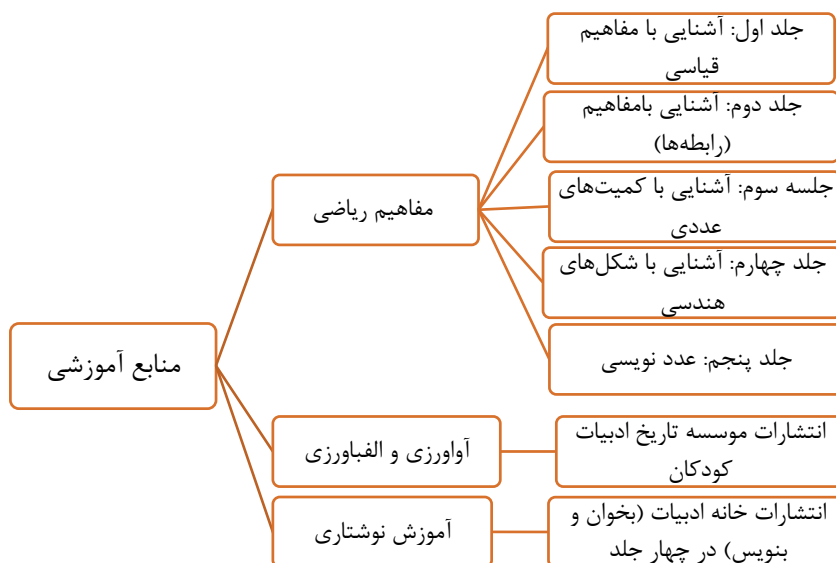 منابع آموزشی
مفاهیم ریاضی
جلد اول: آشنایی با مفاهیم
قیاسی
جلد دوم: آشنایی بامفاهیم
(رابطه‌ها)
جلسه سوم: آشنایی با کمیت‌های
عددی
جلد چهارم: آشنایی با شکل‌های
هندسی
جلد پنجم: عدد نویسی
آواورزی و الفباورزی
انتشارات موسسه تاریخ ادبیات
کودکان
آموزش نوشتاری
انتشارات خانه ادبیات (بخوان و
بنویس) در چهار جلد